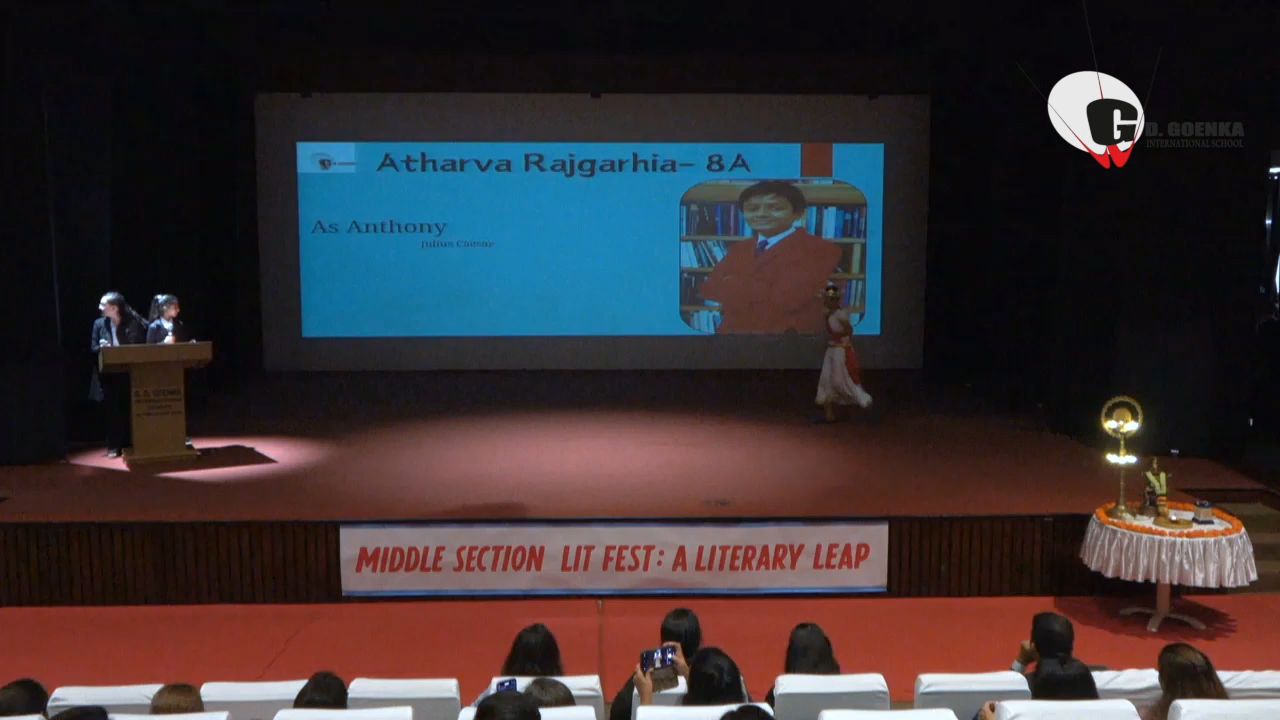 G
D. GOENKA
INTERNATIONAL SCHOOL
Atharva Rajgarhia- 8A
As Anthony
Julius Caesar
MIDDLE SECTION LIT FEST: A LITERARY LEAP